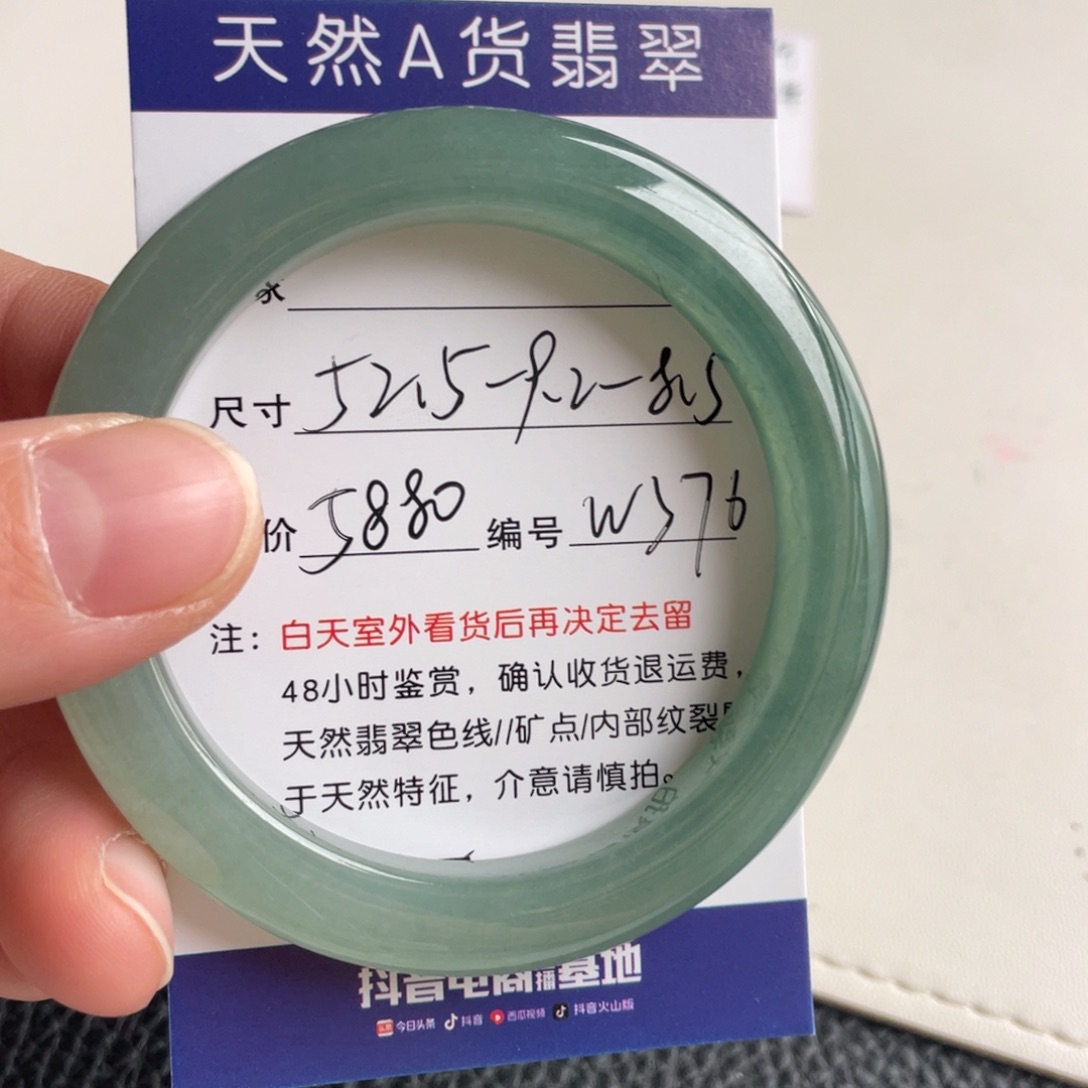 天然A货翡翠
尺寸 52.5-9.2-8.5
价 5880 编号 W376
注：白天室外看货后再决定去留
48小时鉴赏，确认收货退运费，
天然翡翠色线//矿点/内部纹裂
于天然特征，介意请慎拍。
抖音电商直播基地
今日头条 抖音 西瓜视频 抖音火山版